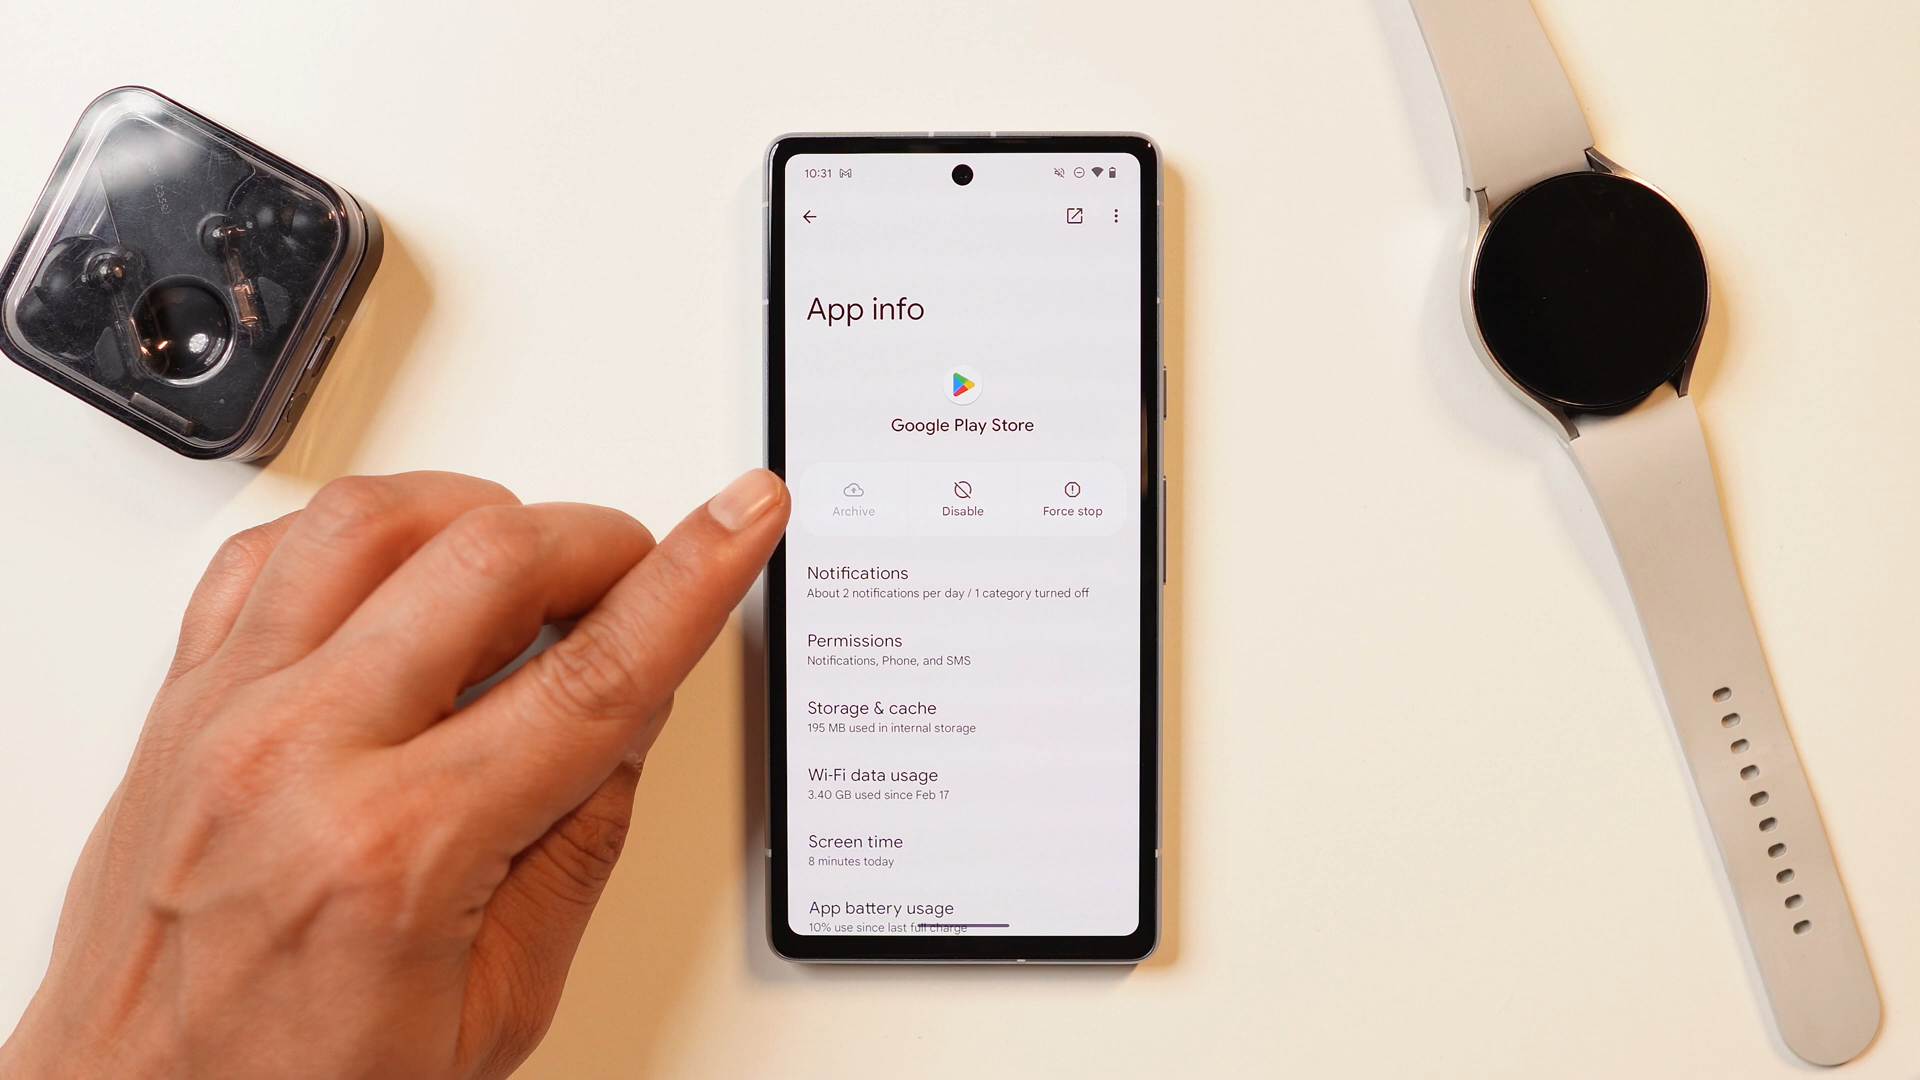 10:31
App info
Google Play Store
Archive
Disable
Force stop
Notifications
About 2 notifications per day / 1 category turned off
Permissions
Notifications, Phone, and SMS
Storage & cache
195 MB used in internal storage
Wi-Fi data usage
3.40 GB used since Feb 17
Screen time
8 minutes today
App battery usage
10% use since last full charge